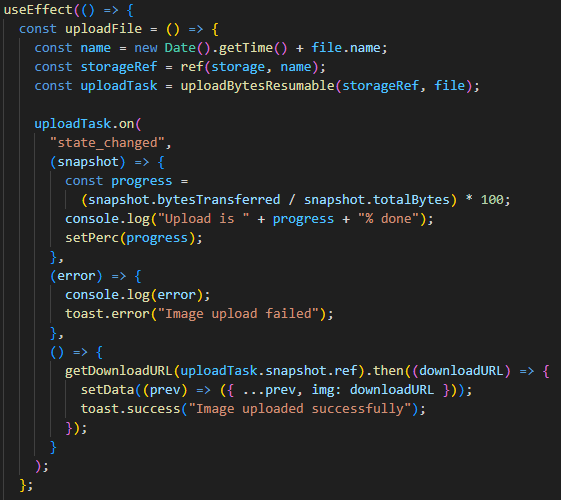 useEffect(() => {
const uploadFile = () => {
const name = new Date().getTime() + file.name;
const storageRef = ref(storage, name);
const uploadTask = uploadBytesResumable(storageRef, file);
uploadTask.on(
"state_changed",
(snapshot) => {
const progress =
(snapshot.bytesTransferred / snapshot.totalBytes) * 100;
console.log("Upload is " + progress + "% done");
setPerc(progress);
},
(error) => {
console.log(error);
toast.error("Image upload failed");
},
() => {
getDownloadURL(uploadTask.snapshot.ref).then((downloadURL) => {
setData((prev) => ({ ...prev, img: downloadURL }));
toast.success("Image uploaded successfully");
});
}
);
};